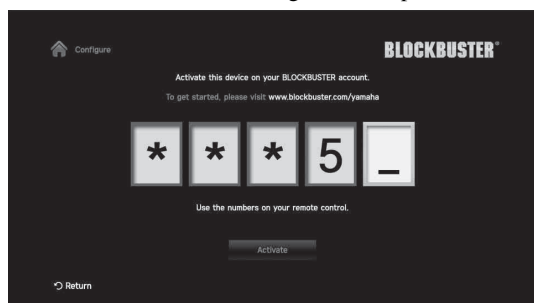 Configure
BLOCKBUSTER®
Activate this device on your BLOCKBUSTER account.
To get started, please visit www.blockbuster.com/yamaha
* * * 5 _
Use the numbers on your remote control.
Activate
Return